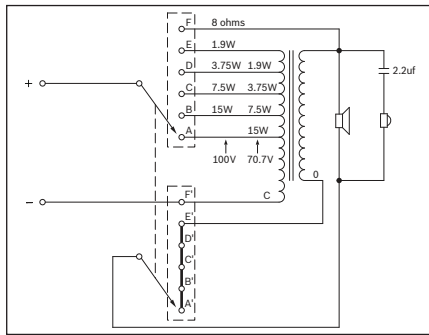 F 8 ohms
E 1.9W
D 3.75W 1.9W
C 7.5W 3.75W
B 15W 7.5W
A 15W
100V 70.7V
2.2uf
+
−
0
C
F'
E'
D'
C'
B'
A'